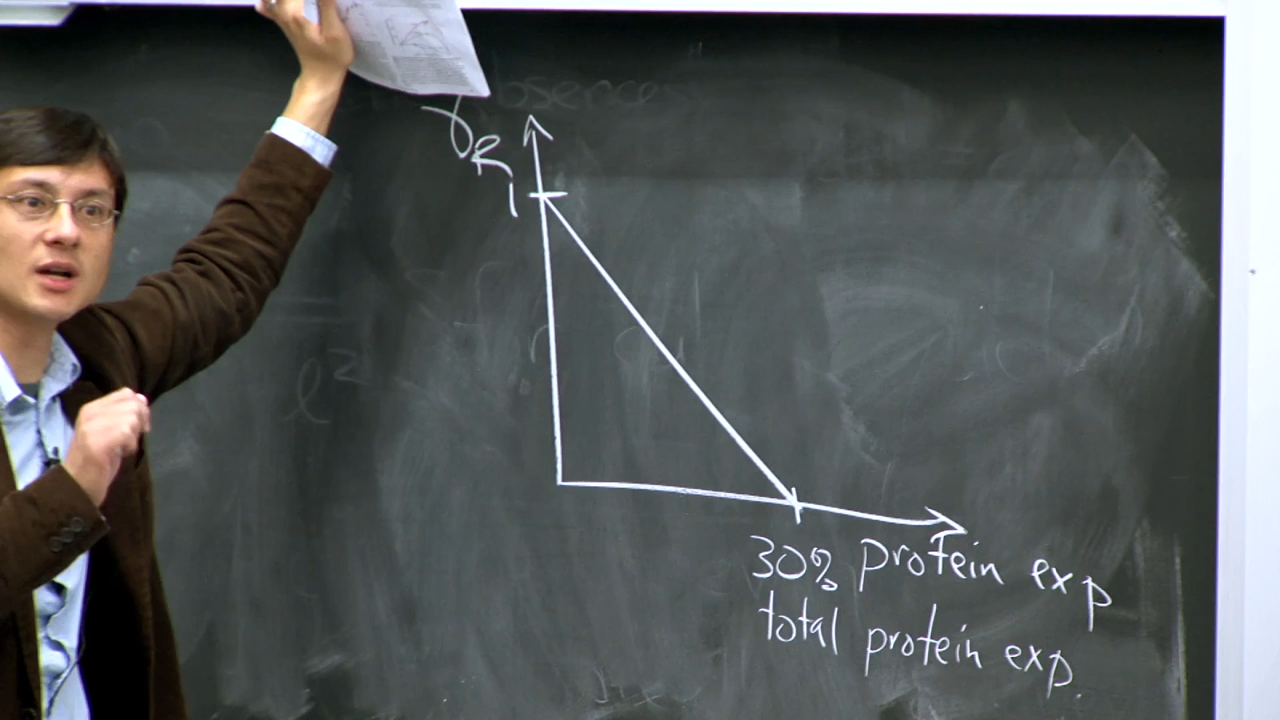 γR
1
30% protein exp
total protein exp.